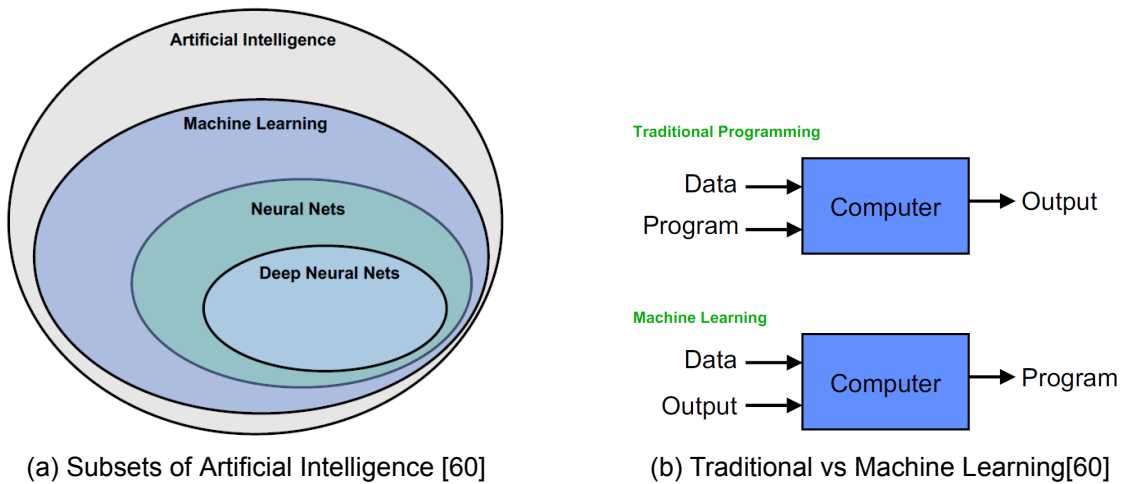 Artificial Intelligence
Machine Learning
Neural Nets
Deep Neural Nets
(a) Subsets of Artificial Intelligence [60]
Traditional Programming
Data
Program
Computer
Output
Machine Learning
Data
Output
Computer
Program
(b) Traditional vs Machine Learning[60]